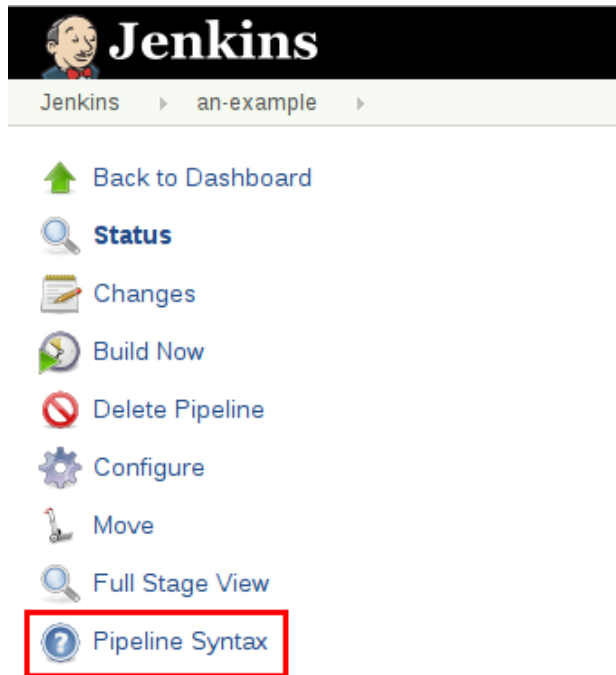 Jenkins
Jenkins an-example
Back to Dashboard
Status
Changes
Build Now
Delete Pipeline
Configure
Move
Full Stage View
Pipeline Syntax